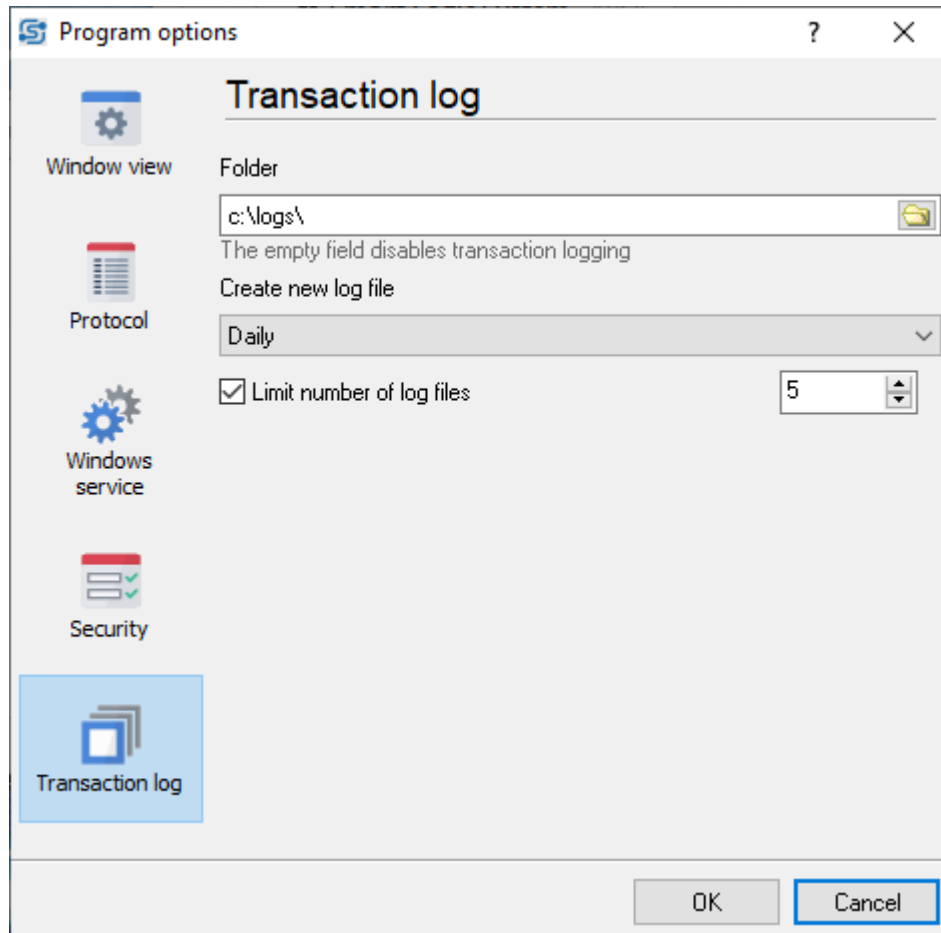 Program options
?
Window view
Protocol
Windows
service
Security
Transaction log
Transaction log
Folder
c:\logs\
The empty field disables transaction logging
Create new log file
Daily
Limit number of log files
5
OK
Cancel